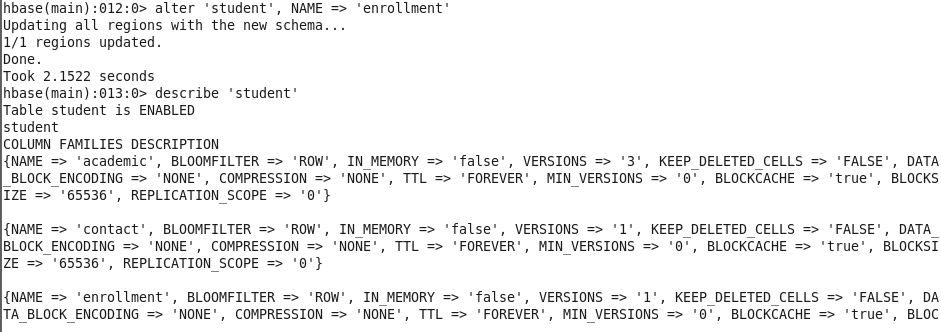 hbase(main):012:0> alter 'student', NAME => 'enrollment'
Updating all regions with the new schema...
1/1 regions updated.
Done.
Took 2.1522 seconds
hbase(main):013:0> describe 'student'
Table student is ENABLED
student
COLUMN FAMILIES DESCRIPTION
{NAME => 'academic', BLOOMFILTER => 'ROW', IN_MEMORY => 'false', VERSIONS => '3', KEEP_DELETED_CELLS => 'FALSE', DATA
_BLOCK_ENCODING => 'NONE', COMPRESSION => 'NONE', TTL => 'FOREVER', MIN_VERSIONS => '0', BLOCKCACHE => 'true', BLOCKS
IZE => '65536', REPLICATION_SCOPE => '0'}
{NAME => 'contact', BLOOMFILTER => 'ROW', IN_MEMORY => 'false', VERSIONS => '1', KEEP_DELETED_CELLS => 'FALSE', DATA_
BLOCK_ENCODING => 'NONE', COMPRESSION => 'NONE', TTL => 'FOREVER', MIN_VERSIONS => '0', BLOCKCACHE => 'true', BLOCKSI
ZE => '65536', REPLICATION_SCOPE => '0'}
{NAME => 'enrollment', BLOOMFILTER => 'ROW', IN_MEMORY => 'false', VERSIONS => '1', KEEP_DELETED_CELLS => 'FALSE', DA
TA_BLOCK_ENCODING => 'NONE', COMPRESSION => 'NONE', TTL => 'FOREVER', MIN_VERSIONS => '0', BLOCKCACHE => 'true', BLOC